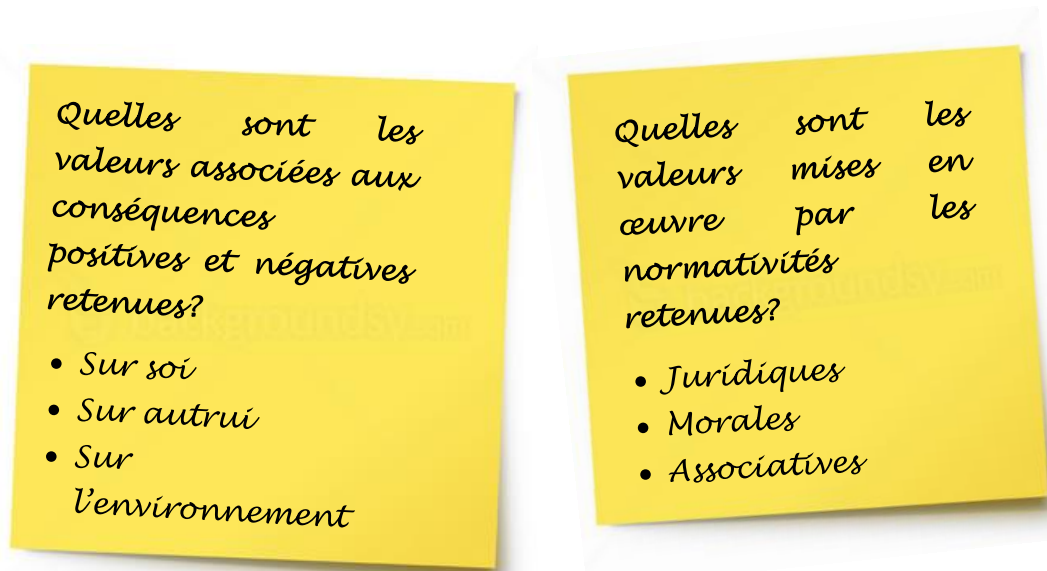 Quelles sont les
valeurs associées aux
conséquences
positives et négatives
retenues?
• Sur soi
• Sur autrui
• Sur
l'environnement
Quelles sont les
valeurs mises en
œuvre par les
normativités
retenues?
• Juridiques
• Morales
• Associatives